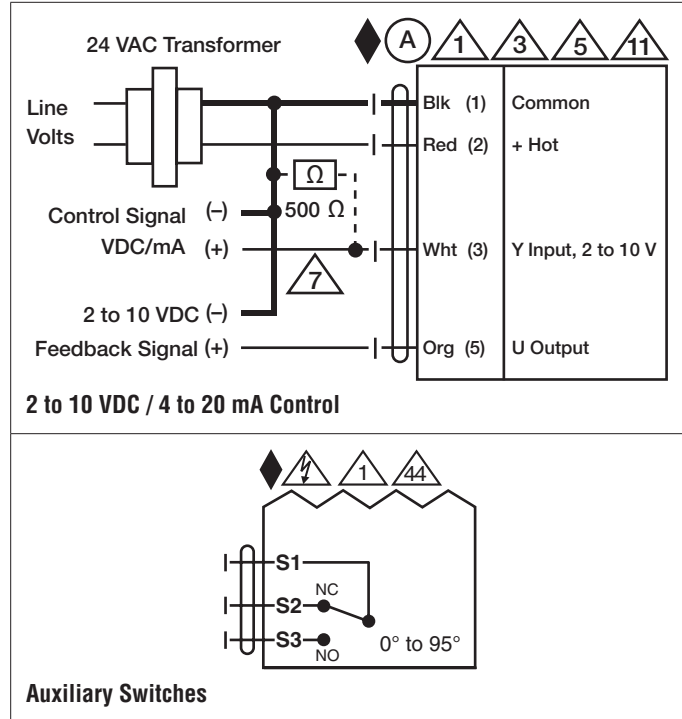 24 VAC Transformer
A 1 3 5 11
Line
Volts
Blk (1) Common
Red (2) + Hot
Ω
500 Ω
Control Signal (–)
VDC/mA (+)
Wht (3) Y Input, 2 to 10 V
7
2 to 10 VDC (–)
Feedback Signal (+)
Org (5) U Output
2 to 10 VDC / 4 to 20 mA Control
1 44
S1
NC
S2
S3
NO
0° to 95°
Auxiliary Switches